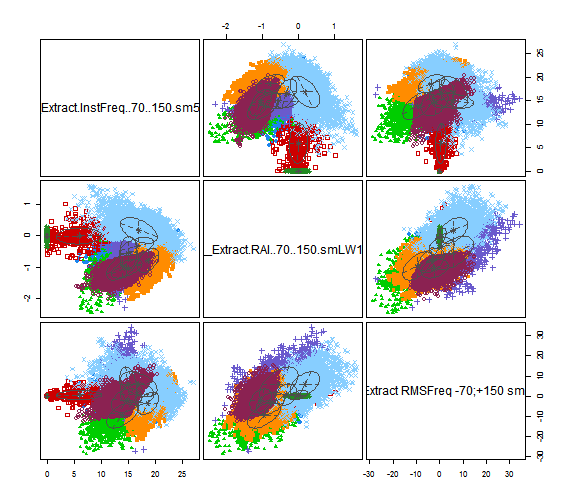 -2 -1 0 1
Extract.InstFreq..70..150.sm5
0 5 10 15 20 25
-2 -1 0 1
_Extract.RAI..70..150.smLW1
-30 -20 -10 0 10 20 30
Extract RMSFreq -70;+150 sm
0 5 10 15 20 25
-30 -20 -10 0 10 20 30